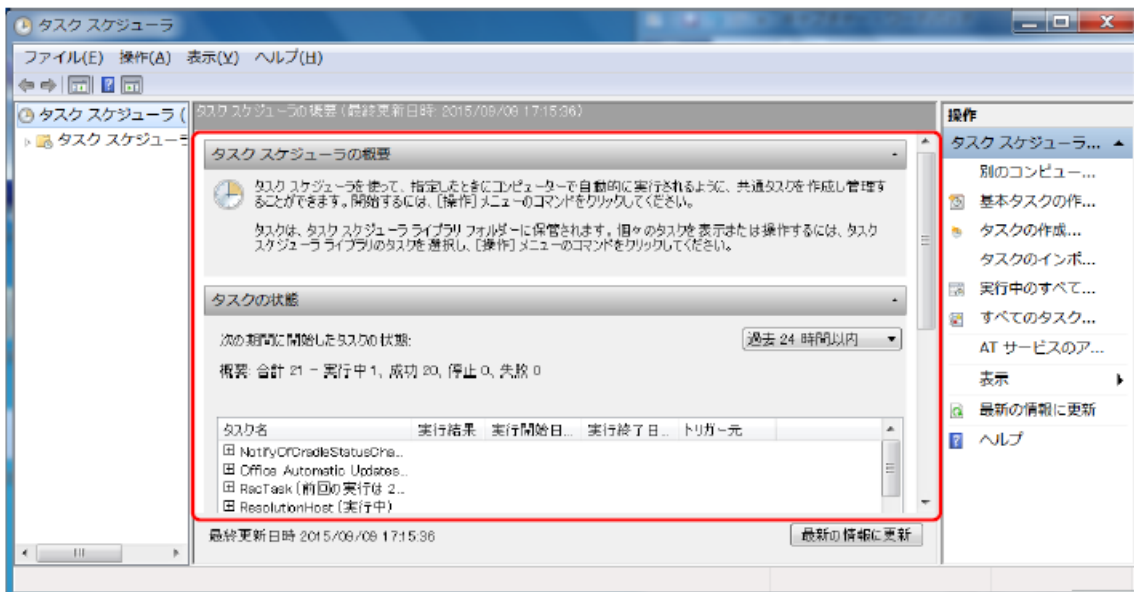 タスク スケジューラ
ファイル(F) 操作(A) 表示(V) ヘルプ(H)
タスク スケジューラ (
タスク スケジューラの概要 (最終更新日時: 2015/09/09 17:15:36)
タスク スケジューラの概要
タスク スケジューラを使って、指定したときにコンピューターで自動的に実行されるように、共通タスクを作成し管理す
ることができます。開始するには、[操作] メニューのコマンドをクリックしてください。
タスクは、タスク スケジューラ ライブラリ フォルダーに保管されます。個々のタスクを表示または操作するには、タスク
スケジューラ ライブラリのタスクを選択し、[操作] メニューのコマンドをクリックしてください。
タスクの状態
次の期間に開始したタスクの状態:
過去 24 時間以内
概要: 合計 21 - 実行中 1, 成功 20, 停止 0, 失敗 0
タスク名 実行結果 実行開始日... 実行終了日... トリガー元
NotifyOfCradleStatusCha...
Office Automatic Updates...
RacTask (前回の実行は 2...
ResolutionHost (実行中)
最終更新日時 2015/09/09 17:15:36
最新の情報に更新
操作
タスク スケジューラ...
別のコンピュー...
基本タスクの作...
タスクの作成...
タスクのインポ...
実行中のすべて...
すべてのタスク...
AT サービスのア...
表示
最新の情報に更新
ヘルプ